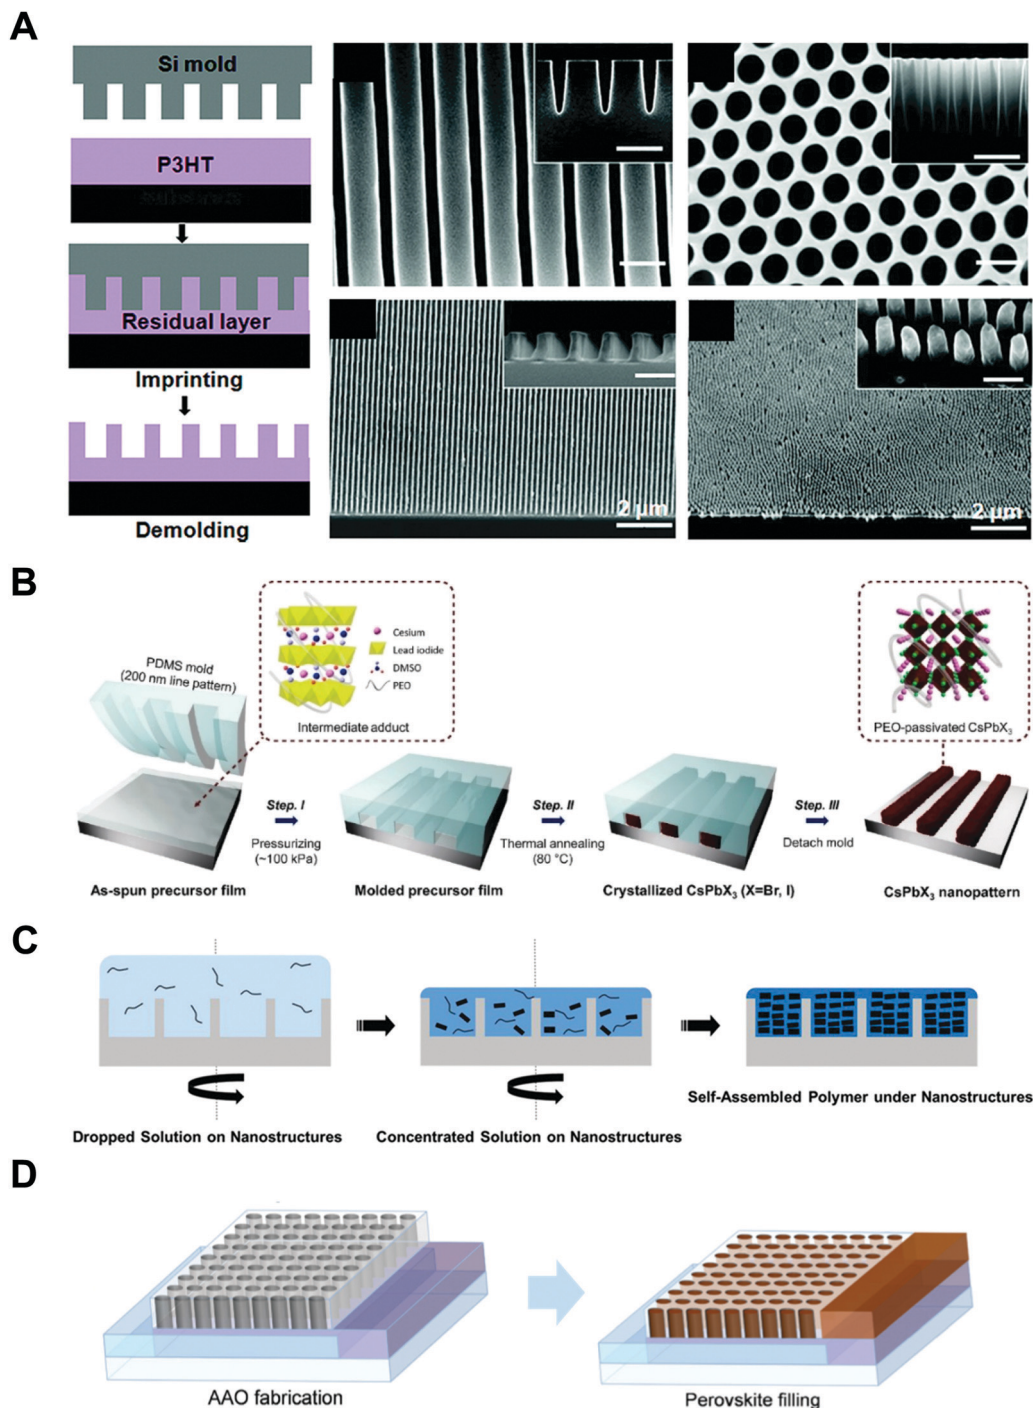 A
Si mold
P3HT
Residual layer
Imprinting
Demolding
2 μm
2 μm
B
PDMS mold
(200 nm line pattern)
Cesium
Lead iodide
DMSO
PEO
Intermediate adduct
PEO-passivated CsPbX₃
Step. I
Pressurizing
(~100 kPa)
Step. II
Thermal annealing
(80 °C)
Step. III
Detach mold
As-spun precursor film
Molded precursor film
Crystallized CsPbX₃ (X=Br, I)
CsPbX₃ nanopattern
C
Dropped Solution on Nanostructures
Concentrated Solution on Nanostructures
Self-Assembled Polymer under Nanostructures
D
AAO fabrication
Perovskite filling